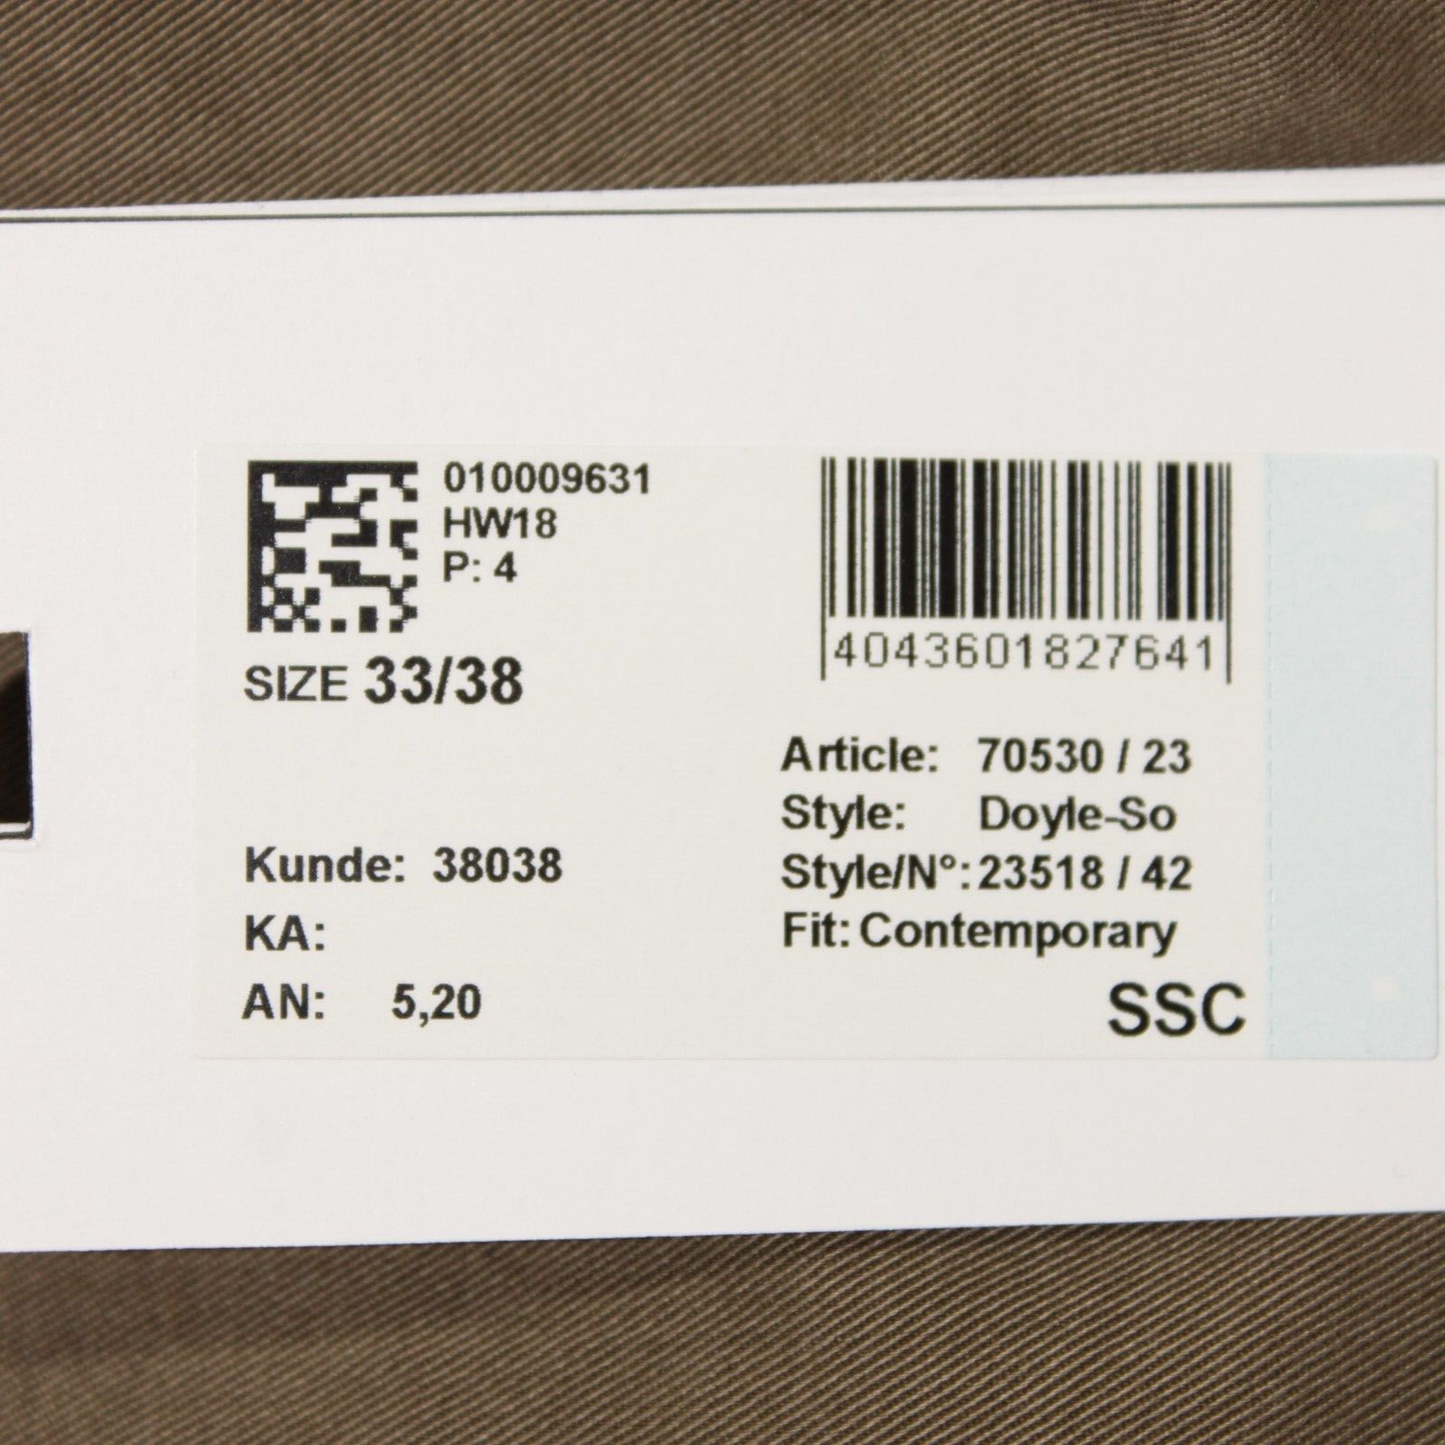 010009631
HW18
P: 4
SIZE 33/38
4043601827641
Article: 70530 / 23
Style: Doyle-So
Style/N°: 23518 / 42
Fit: Contemporary
Kunde: 38038
KA:
AN: 5,20
SSC